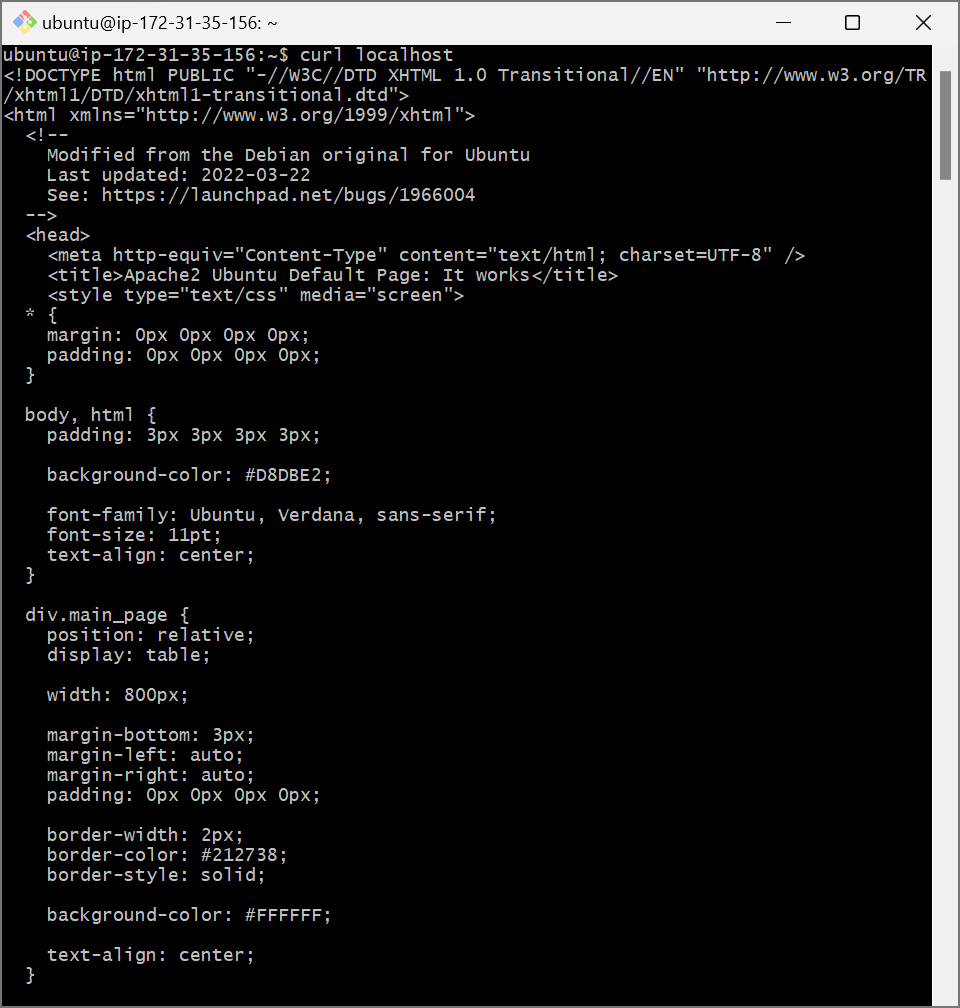 ubuntu@ip-172-31-35-156: ~
ubuntu@ip-172-31-35-156:~$ curl localhost
<!DOCTYPE html PUBLIC "-//W3C//DTD XHTML 1.0 Transitional//EN" "http://www.w3.org/TR
/xhtml1/DTD/xhtml1-transitional.dtd">
<html xmlns="http://www.w3.org/1999/xhtml">
  <!--
    Modified from the Debian original for Ubuntu
    Last updated: 2022-03-22
    See: https://launchpad.net/bugs/1966004
  -->
  <head>
    <meta http-equiv="Content-Type" content="text/html; charset=UTF-8" />
    <title>Apache2 Ubuntu Default Page: It works</title>
    <style type="text/css" media="screen">
  * {
    margin: 0px 0px 0px 0px;
    padding: 0px 0px 0px 0px;
  }

  body, html {
    padding: 3px 3px 3px 3px;

    background-color: #D8DBE2;

    font-family: Ubuntu, Verdana, sans-serif;
    font-size: 11pt;
    text-align: center;
  }

  div.main_page {
    position: relative;
    display: table;

    width: 800px;

    margin-bottom: 3px;
    margin-left: auto;
    margin-right: auto;
    padding: 0px 0px 0px 0px;

    border-width: 2px;
    border-color: #212738;
    border-style: solid;

    background-color: #FFFFFF;

    text-align: center;
  }